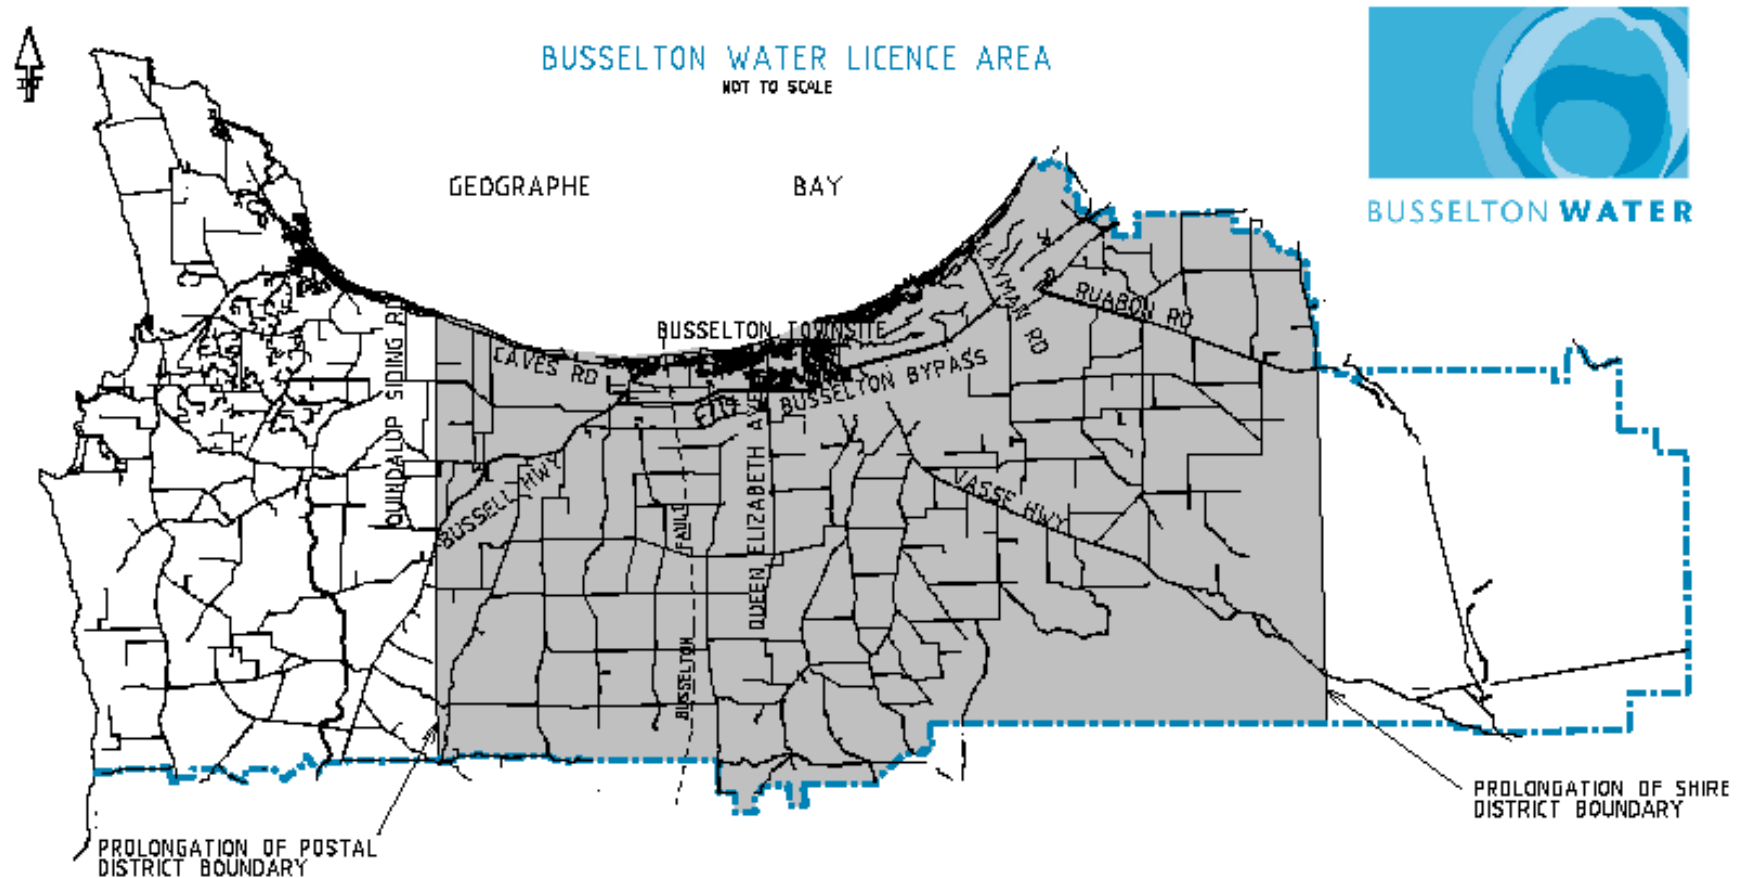 BUSSELTON WATER LICENCE AREA
NOT TO SCALE
BUSSELTON WATER
GEOGRAPHE BAY
BUSSELTON TOWNSITE
CAVES RD
QUINDALUP SIDING RD
BUSSELL HWY
BUSSELTON BYPASS
LAYMAN RD
RUABON RD
VASSE HWY
QUEEN ELIZABETH AVE
BUSSELTON FAULT
PROLONGATION OF POSTAL
DISTRICT BOUNDARY
PROLONGATION OF SHIRE
DISTRICT BOUNDARY